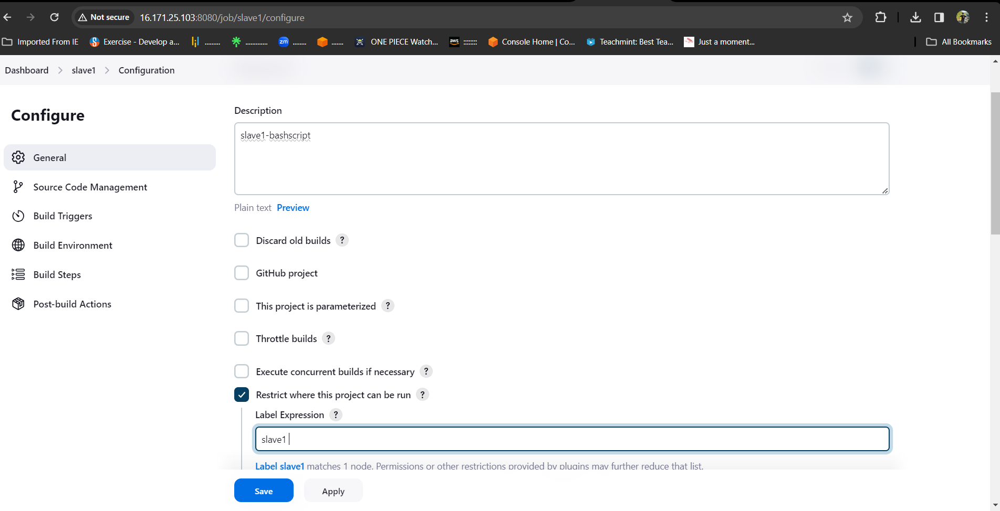 Not secure 16.171.25.103:8080/job/slave1/configure
Imported From IE Exercise - Develop a... ......... ............. zm ........ ....... ONE PIECE Watch... aws :::::::: Console Home | Co... Teachmint: Best Tea... Just a moment... All Bookmarks
Dashboard slave1 Configuration
Configure
General
Source Code Management
Build Triggers
Build Environment
Build Steps
Post-build Actions
Description
slave1-bashscript
Plain text Preview
Discard old builds ?
GitHub project
This project is parameterized ?
Throttle builds ?
Execute concurrent builds if necessary ?
Restrict where this project can be run ?
Label Expression ?
slave1
Label slave1 matches 1 node. Permissions or other restrictions provided by plugins may further reduce that list.
Save Apply